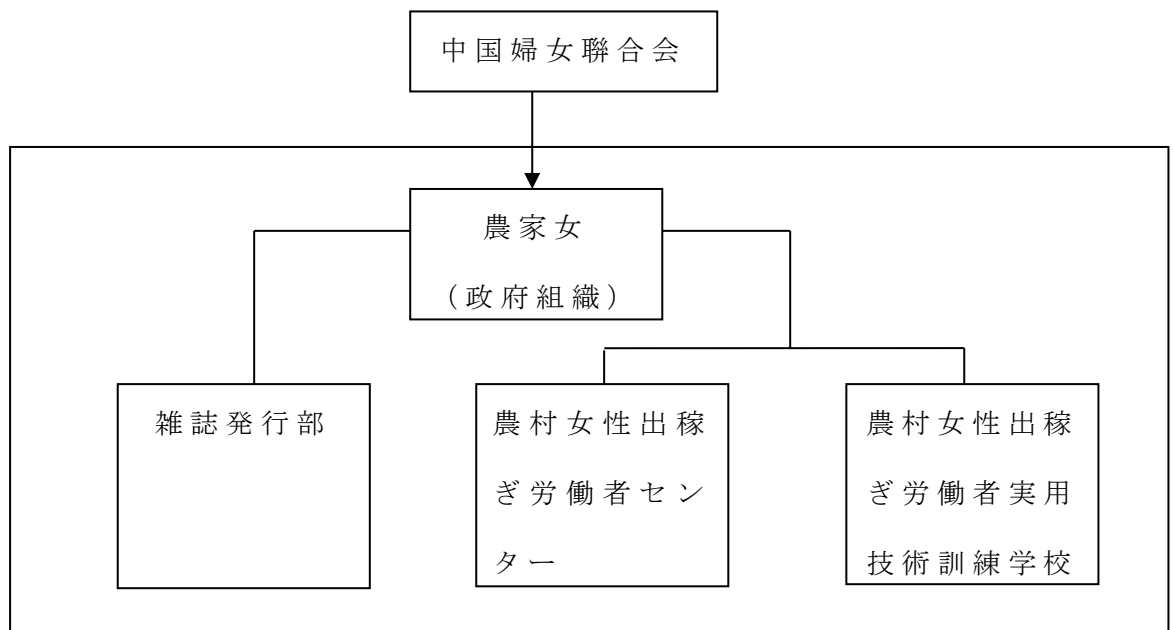 中国婦女聯合会
農家女
（政府組織）
雑誌発行部
農村女性出稼
ぎ労働者セン
ター
農村女性出稼
ぎ労働者実用
技術訓練学校